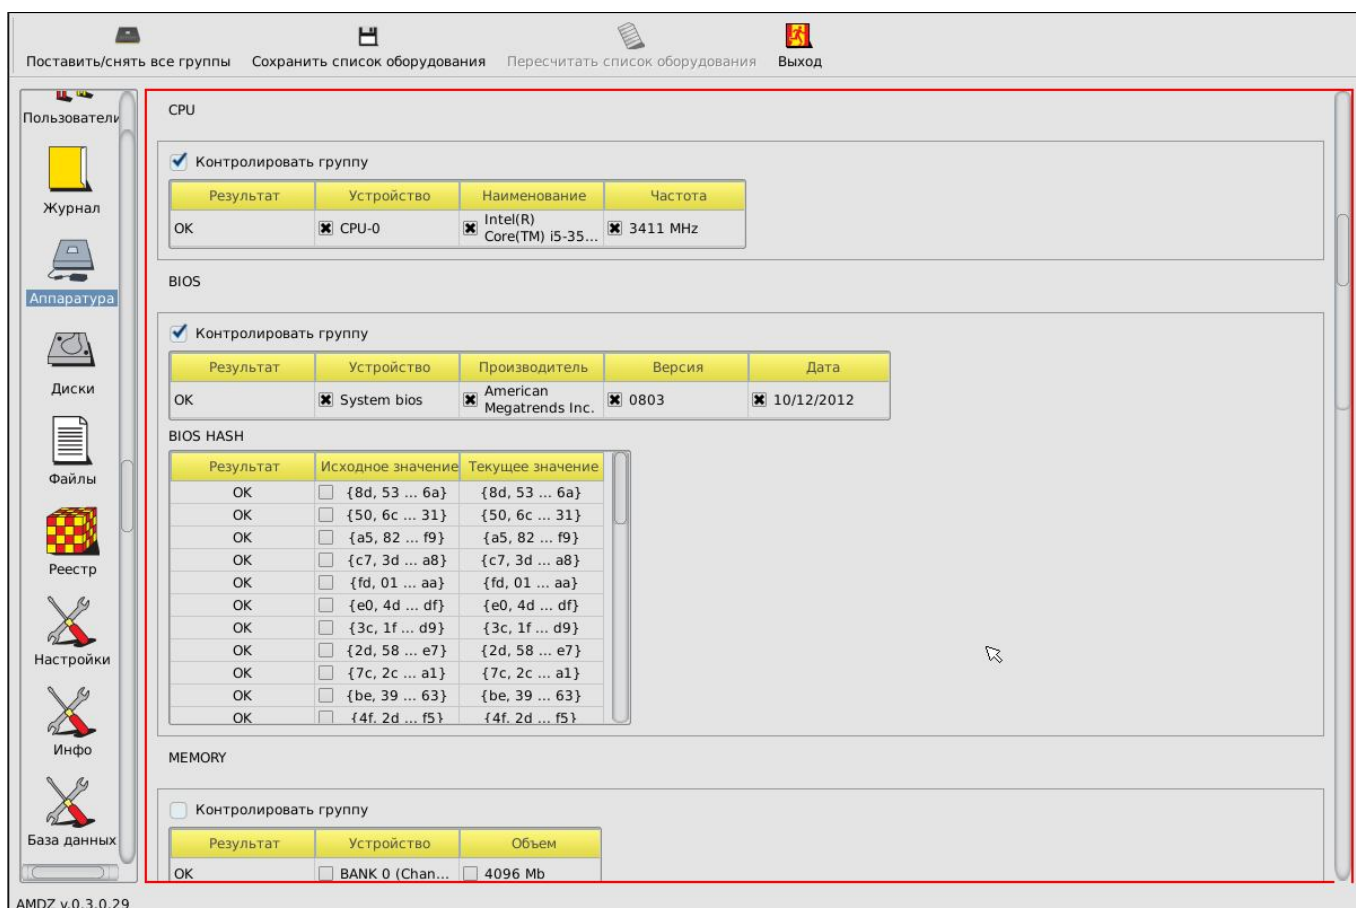 Поставить/снять все группы Сохранить список оборудования Пересчитать список оборудования Выход
Пользователи
Журнал
Аппаратура
Диски
Файлы
Реестр
Настройки
Инфо
База данных
CPU
Контролировать группу
Результат Устройство Наименование Частота
OK CPU-0 Intel(R) Core(TM) i5-35... 3411 MHz
BIOS
Контролировать группу
Результат Устройство Производитель Версия Дата
OK System bios American Megatrends Inc. 0803 10/12/2012
BIOS HASH
Результат Исходное значение Текущее значение
OK {8d, 53 ... 6a} {8d, 53 ... 6a}
OK {50, 6c ... 31} {50, 6c ... 31}
OK {a5, 82 ... f9} {a5, 82 ... f9}
OK {c7, 3d ... a8} {c7, 3d ... a8}
OK {fd, 01 ... aa} {fd, 01 ... aa}
OK {e0, 4d ... df} {e0, 4d ... df}
OK {3c, 1f ... d9} {3c, 1f ... d9}
OK {2d, 58 ... e7} {2d, 58 ... e7}
OK {7c, 2c ... a1} {7c, 2c ... a1}
OK {be, 39 ... 63} {be, 39 ... 63}
OK {4f, 2d ... f5} {4f, 2d ... f5}
MEMORY
Контролировать группу
Результат Устройство Объем
OK BANK 0 (Chan... 4096 Mb
AMDZ v.0.3.0.29